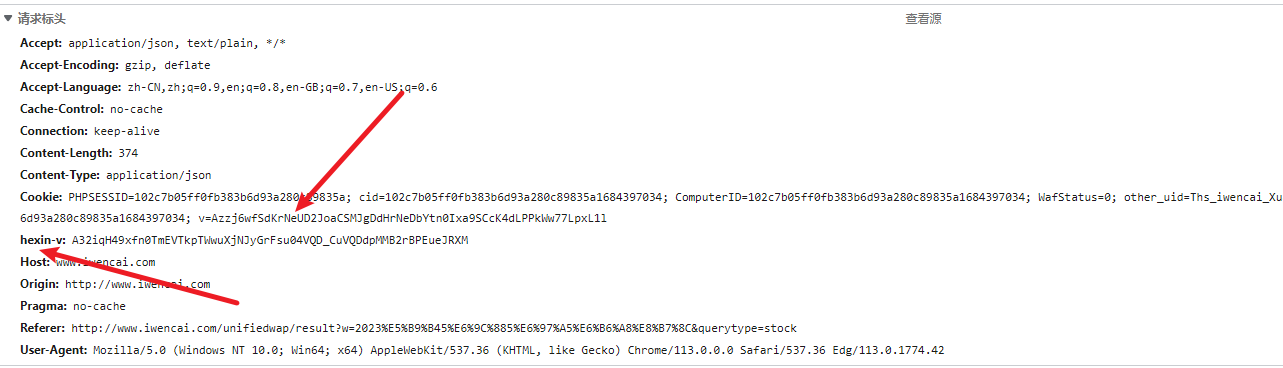 请求标头 查看源
Accept: application/json, text/plain, */*
Accept-Encoding: gzip, deflate
Accept-Language: zh-CN,zh;q=0.9,en;q=0.8,en-GB;q=0.7,en-US;q=0.6
Cache-Control: no-cache
Connection: keep-alive
Content-Length: 374
Content-Type: application/json
Cookie: PHPSESSID=102c7b05ff0fb383b6d93a280c89835a; cid=102c7b05ff0fb383b6d93a280c89835a1684397034; ComputerID=102c7b05ff0fb383b6d93a280c89835a1684397034; WafStatus=0; other_uid=Ths_iwencai_Xu
6d93a280c89835a1684397034; v=Azzj6wfSdKrNeUD2JoaCSMJgDdHrNeDbYtn0Ixa9SCcK4dLPPkWw77LpxL1l
hexin-v: A32iqH49xfn0TmEVTkpTWwuXjNJyGrFsu04VQD_CuVQDdpMMB2rBPEueJRXM
Host: www.iwencai.com
Origin: http://www.iwencai.com
Pragma: no-cache
Referer: http://www.iwencai.com/unifiedwap/result?w=2023%E5%B9%B45%E6%9C%885%E6%97%A5%E6%B6%A8%E8%B7%8C&querytype=stock
User-Agent: Mozilla/5.0 (Windows NT 10.0; Win64; x64) AppleWebKit/537.36 (KHTML, like Gecko) Chrome/113.0.0.0 Safari/537.36 Edg/113.0.1774.42